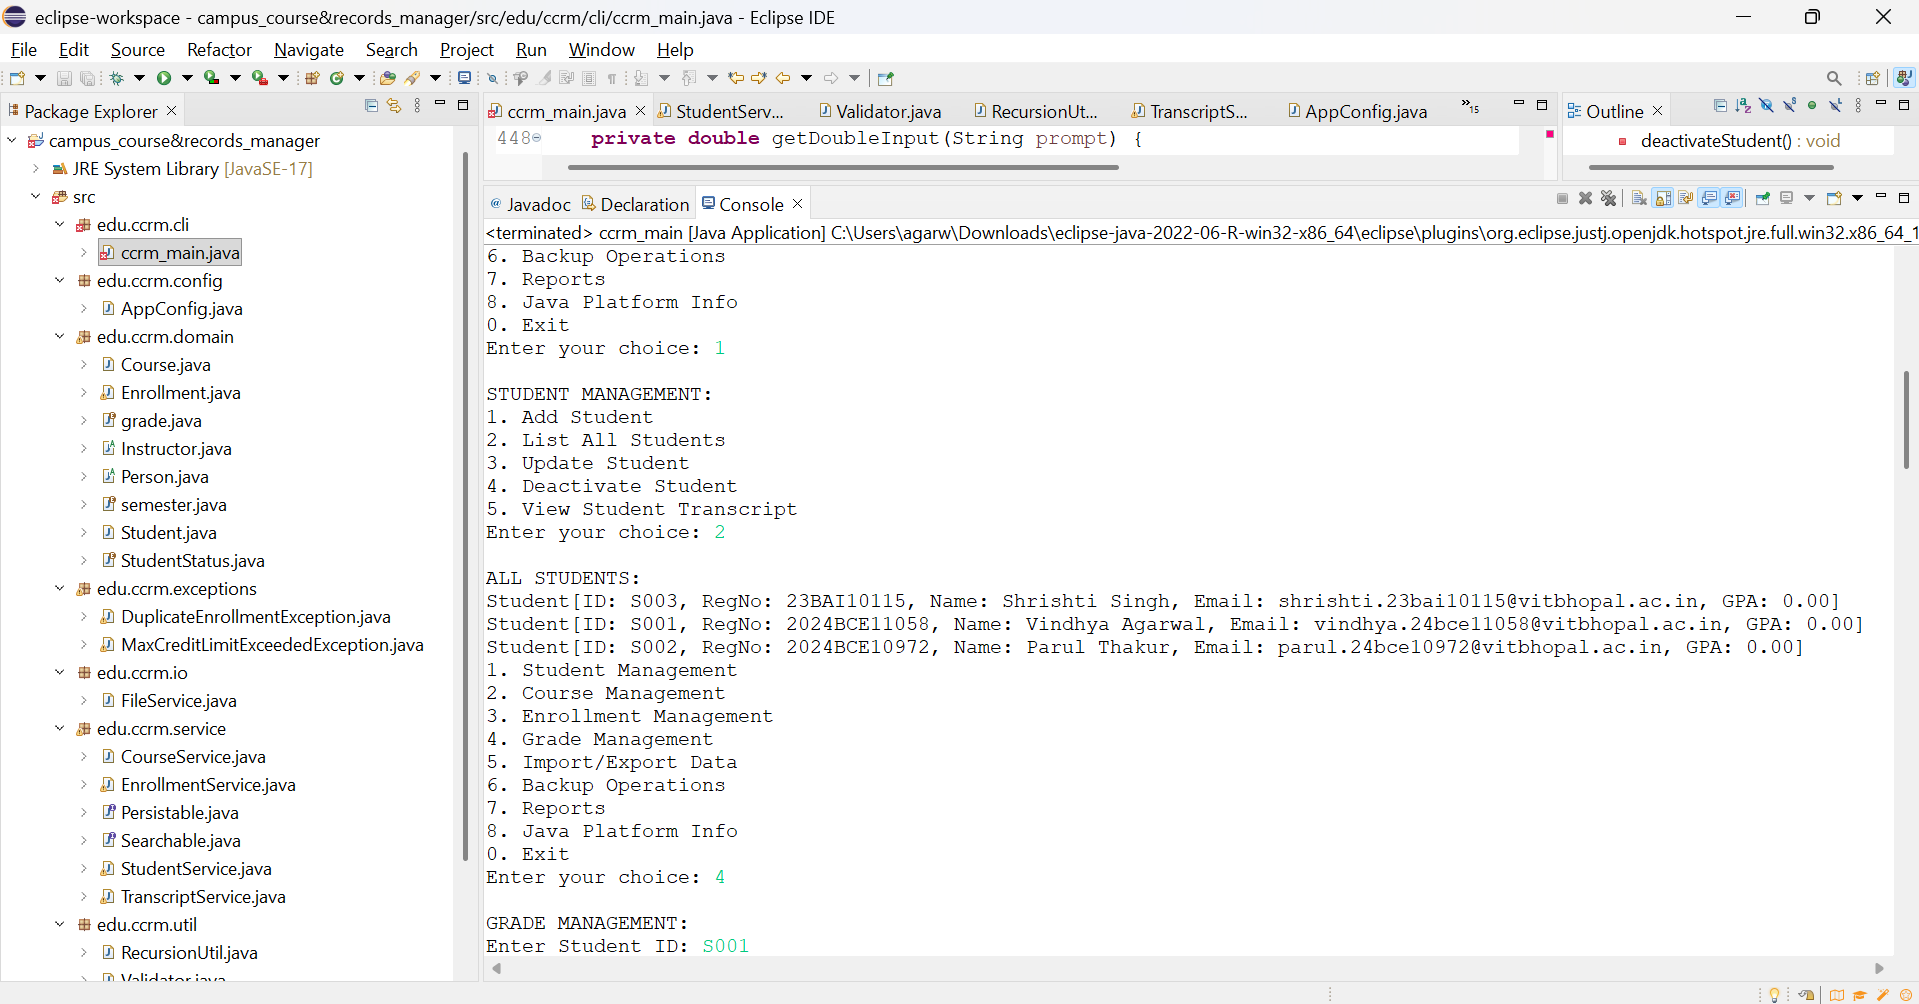 eclipse-workspace - campus_course&records_manager/src/edu/ccrm/cli/ccrm_main.java - Eclipse IDE
File Edit Source Refactor Navigate Search Project Run Window Help
Package Explorer
campus_course&records_manager
JRE System Library [JavaSE-17]
src
edu.ccrm.cli
ccrm_main.java
edu.ccrm.config
AppConfig.java
edu.ccrm.domain
Course.java
Enrollment.java
grade.java
Instructor.java
Person.java
semester.java
Student.java
StudentStatus.java
edu.ccrm.exceptions
DuplicateEnrollmentException.java
MaxCreditLimitExceededException.java
edu.ccrm.io
FileService.java
edu.ccrm.service
CourseService.java
EnrollmentService.java
Persistable.java
Searchable.java
StudentService.java
TranscriptService.java
edu.ccrm.util
RecursionUtil.java
Validator.java
ccrm_main.java StudentServ... Validator.java RecursionUt... TranscriptS... AppConfig.java »15
448 private double getDoubleInput(String prompt) {
Outline
deactivateStudent() : void
@ Javadoc Declaration Console
<terminated> ccrm_main [Java Application] C:\Users\agarw\Downloads\eclipse-java-2022-06-R-win32-x86_64\eclipse\plugins\org.eclipse.justj.openjdk.hotspot.jre.full.win32.x86_64_1
6. Backup Operations
7. Reports
8. Java Platform Info
0. Exit
Enter your choice: 1
STUDENT MANAGEMENT:
1. Add Student
2. List All Students
3. Update Student
4. Deactivate Student
5. View Student Transcript
Enter your choice: 2
ALL STUDENTS:
Student[ID: S003, RegNo: 23BAI10115, Name: Shrishti Singh, Email: shrishti.23bai10115@vitbhopal.ac.in, GPA: 0.00]
Student[ID: S001, RegNo: 2024BCE11058, Name: Vindhya Agarwal, Email: vindhya.24bce11058@vitbhopal.ac.in, GPA: 0.00]
Student[ID: S002, RegNo: 2024BCE10972, Name: Parul Thakur, Email: parul.24bce10972@vitbhopal.ac.in, GPA: 0.00]
1. Student Management
2. Course Management
3. Enrollment Management
4. Grade Management
5. Import/Export Data
6. Backup Operations
7. Reports
8. Java Platform Info
0. Exit
Enter your choice: 4
GRADE MANAGEMENT:
Enter Student ID: S001